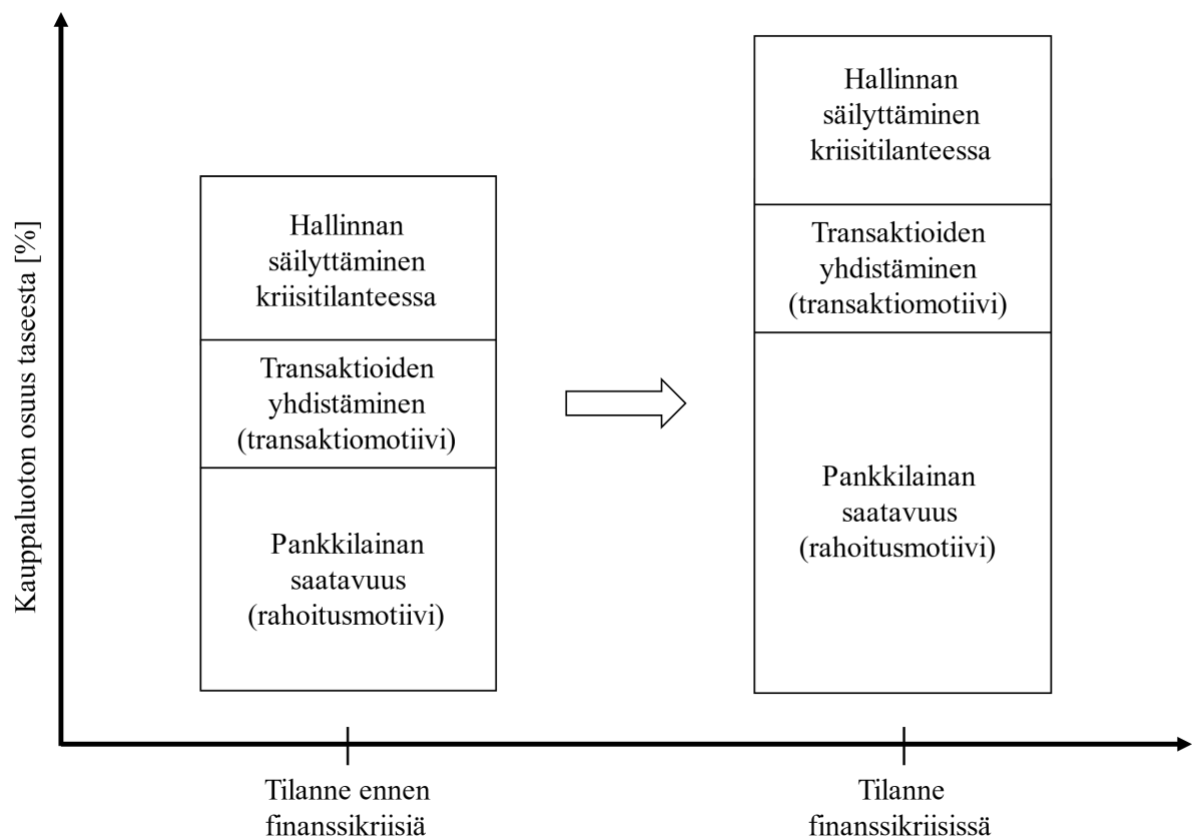 Kauppaluoton osuus taseesta [%]
Hallinnan
säilyttäminen
kriisitilanteessa
Transaktioiden
yhdistäminen
(transaktiomotiivi)
Pankkilainan
saatavuus
(rahoitusmotiivi)
Hallinnan
säilyttäminen
kriisitilanteessa
Transaktioiden
yhdistäminen
(transaktiomotiivi)
Pankkilainan
saatavuus
(rahoitusmotiivi)
Tilanne ennen
finanssikriisiä
Tilanne
finanssikriisissä